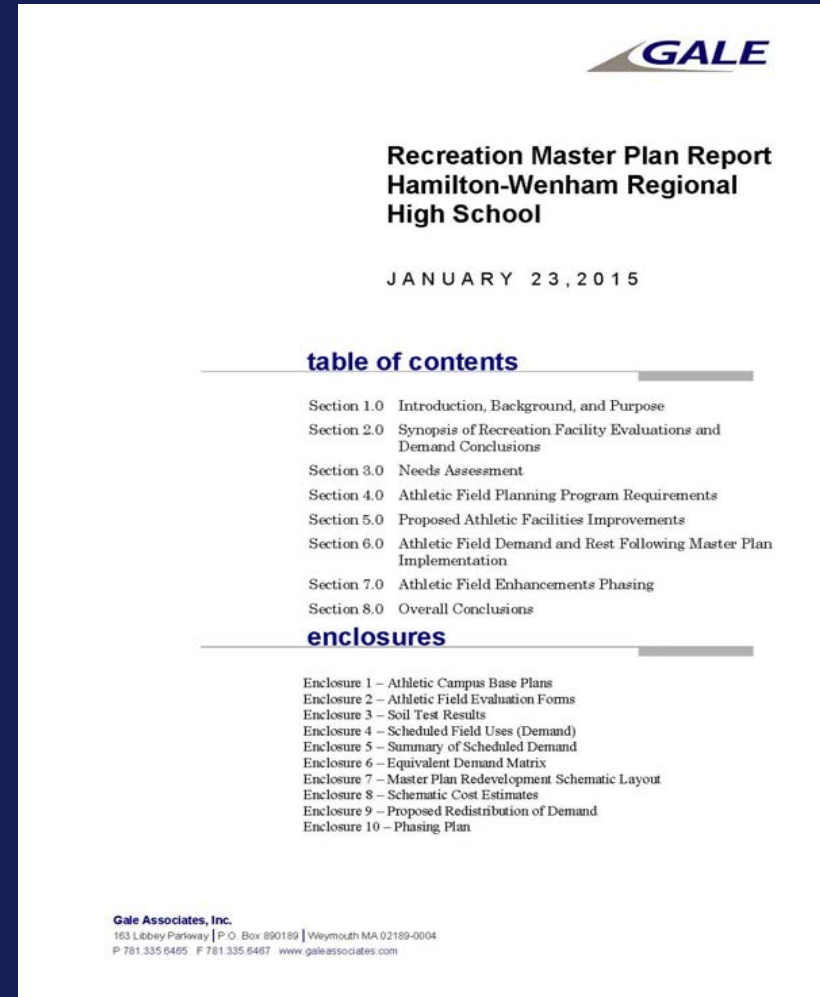 GALE
Recreation Master Plan Report
Hamilton-Wenham Regional
High School
JANUARY 23,2015
table of contents
Section 1.0 Introduction, Background, and Purpose
Section 2.0 Synopsis of Recreation Facility Evaluations and
Demand Conclusions
Section 3.0 Needs Assessment
Section 4.0 Athletic Field Planning Program Requirements
Section 5.0 Proposed Athletic Facilities Improvements
Section 6.0 Athletic Field Demand and Rest Following Master Plan
Implementation
Section 7.0 Athletic Field Enhancements Phasing
Section 8.0 Overall Conclusions
enclosures
Enclosure 1 – Athletic Campus Base Plans
Enclosure 2 – Athletic Field Evaluation Forms
Enclosure 3 – Soil Test Results
Enclosure 4 – Scheduled Field Uses (Demand)
Enclosure 5 – Summary of Scheduled Demand
Enclosure 6 – Equivalent Demand Matrix
Enclosure 7 – Master Plan Redevelopment Schematic Layout
Enclosure 8 – Schematic Cost Estimates
Enclosure 9 – Proposed Redistribution of Demand
Enclosure 10 – Phasing Plan
Gale Associates, Inc.
163 Libbey Parkway | P.O. Box 890189 | Weymouth MA 02189-0004
P 781.335.6465 F 781.335.6467 www.galeassociates.com